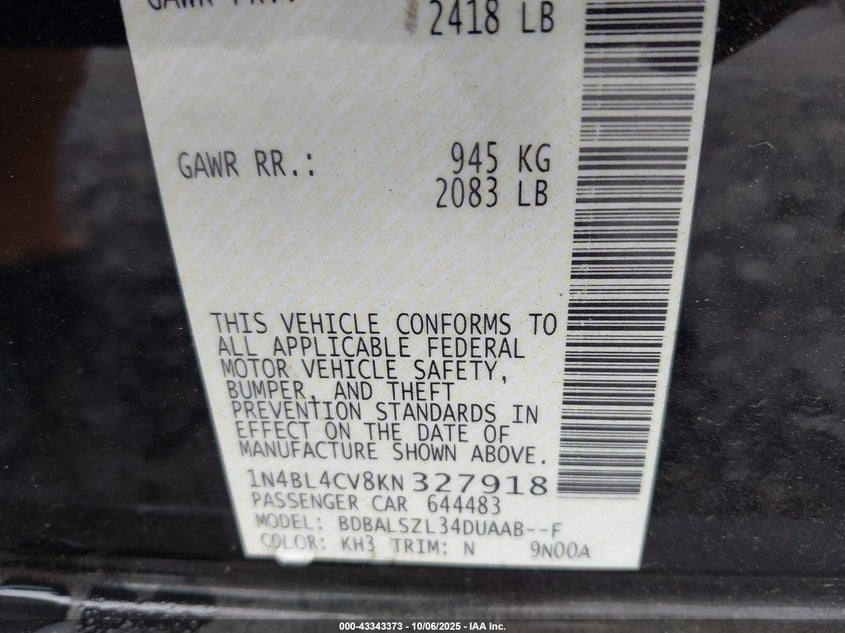 GAWR FRT.:
2418 LB
GAWR RR.: 945 KG
2083 LB
THIS VEHICLE CONFORMS TO
ALL APPLICABLE FEDERAL
MOTOR VEHICLE SAFETY,
BUMPER, AND THEFT
PREVENTION STANDARDS IN
EFFECT ON THE DATE OF
MANUFACTURE SHOWN ABOVE.
1N4BL4CV8KN327918
PASSENGER CAR 644483
MODEL: BDBALSZL34DUAAB--F
COLOR: KH3 TRIM: N 9N00A
000-43343373 - 10/06/2025 - IAA Inc.